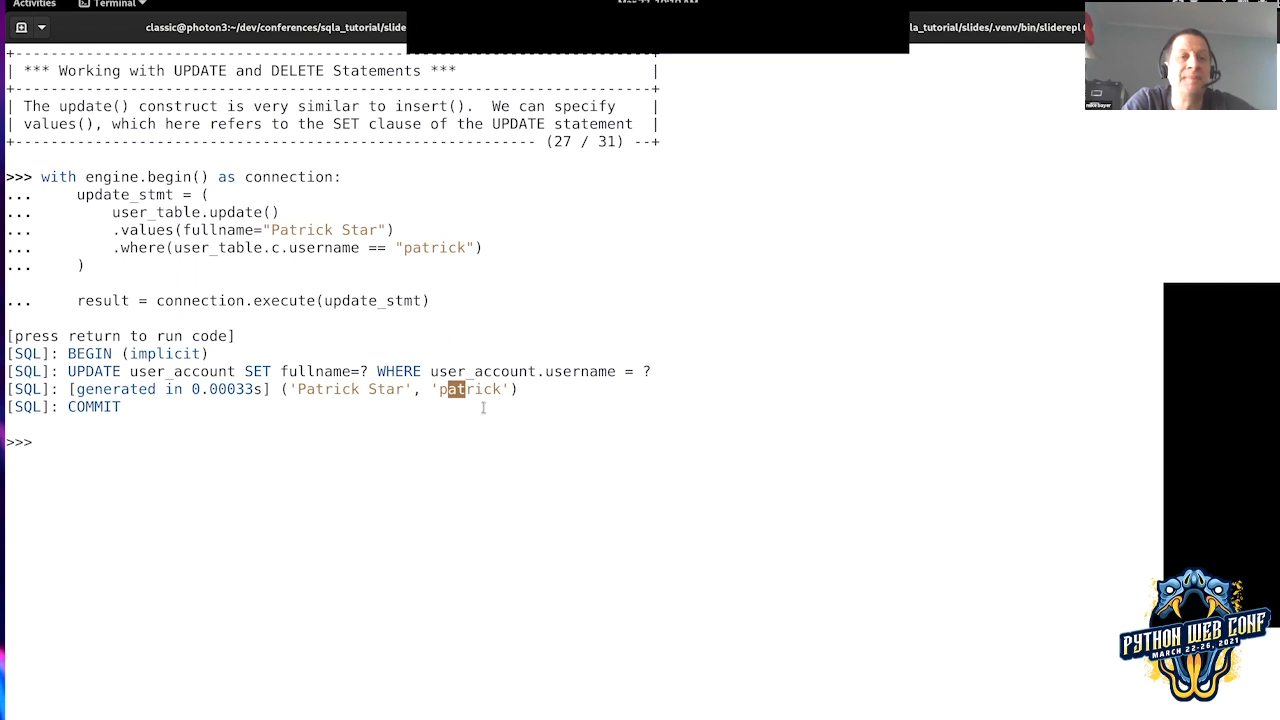 Activities Terminal
classic@photon3:~/dev/conferences/sqla_tutorial/slide
la_tutorial/slides/.venv/bin/sliderepl
+------------------------------------------------------------------------+
| *** Working with UPDATE and DELETE Statements *** |
+------------------------------------------------------------------------+
| The update() construct is very similar to insert(). We can specify |
| values(), which here refers to the SET clause of the UPDATE statement |
+------------------------------------------------------------ (27 / 31) --+
>>> with engine.begin() as connection:
... update_stmt = (
... user_table.update()
... .values(fullname="Patrick Star")
... .where(user_table.c.username == "patrick")
... )
... result = connection.execute(update_stmt)
[press return to run code]
[SQL]: BEGIN (implicit)
[SQL]: UPDATE user_account SET fullname=? WHERE user_account.username = ?
[SQL]: [generated in 0.00033s] ('Patrick Star', 'patrick')
[SQL]: COMMIT
>>>
mike bayer
PYTHON WEB CONF
MARCH 22-26, 2021